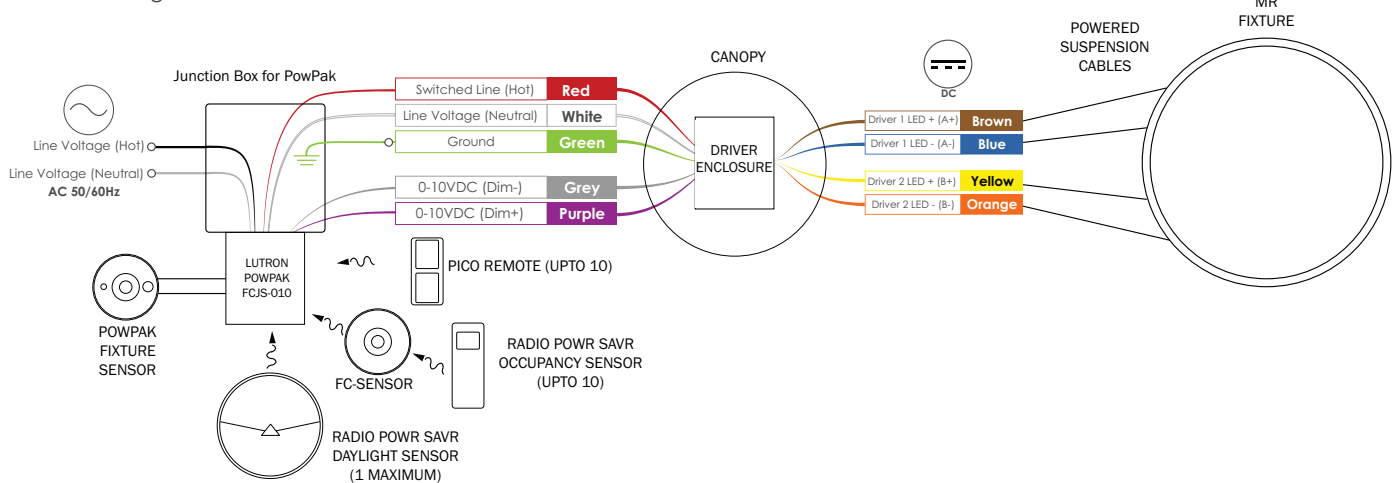 MR
FIXTURE
POWERED
SUSPENSION
CABLES
CANOPY
DC
Junction Box for PowPak
Line Voltage (Hot)
Line Voltage (Neutral)
AC 50/60Hz
Switched Line (Hot) Red
Line Voltage (Neutral) White
Ground Green
0-10VDC (Dim-) Grey
0-10VDC (Dim+) Purple
DRIVER
ENCLOSURE
Driver 1 LED + (A+) Brown
Driver 1 LED - (A-) Blue
Driver 2 LED + (B+) Yellow
Driver 2 LED - (B-) Orange
LUTRON
POWPAK
FCJS-010
PICO REMOTE (UPTO 10)
POWPAK
FIXTURE
SENSOR
FC-SENSOR
RADIO POWR SAVR
OCCUPANCY SENSOR
(UPTO 10)
RADIO POWR SAVR
DAYLIGHT SENSOR
(1 MAXIMUM)